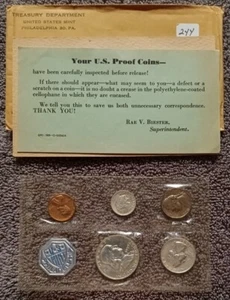 TREASURY DEPARTMENT
UNITED STATES MINT
PHILADELPHIA, 30, PA.
244
Your U.S. Proof Coins—
have been carefully inspected before release!
If there should appear—what may seem to you—a defect or a
scratch on a coin—it is no doubt a crease in the polyethylene-coated
cellophane in which they are encased.
We tell you this to save us both unnecessary correspondence.
THANK YOU!
RAE V. BIESTER,
Superintendent.